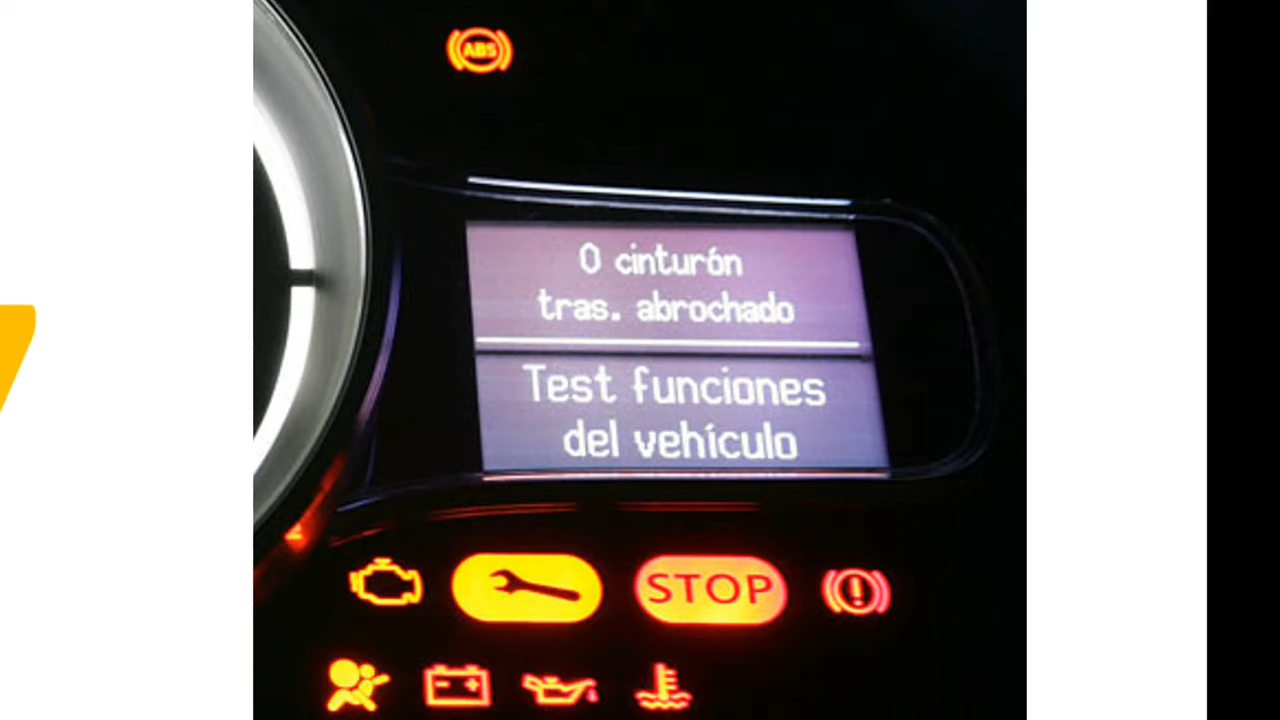 ABS
0 cinturón
tras. abrochado
Test funciones
del vehículo
STOP